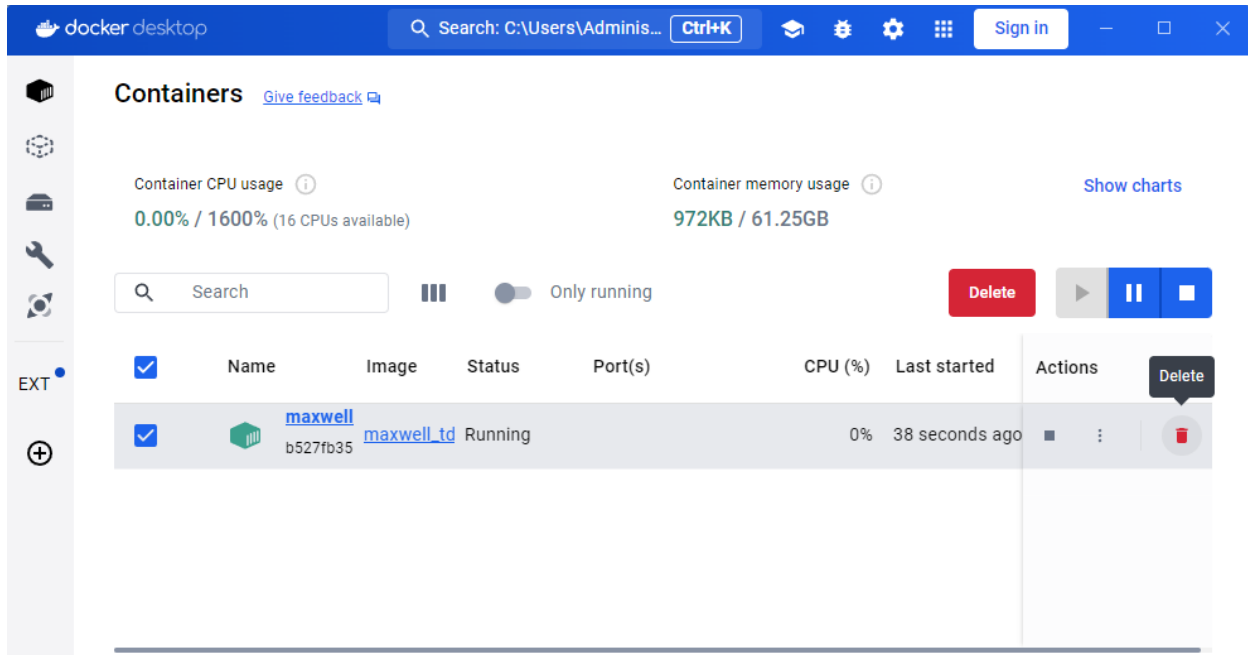 docker desktop Search: C:\Users\Adminis... Ctrl+K Sign in
Containers Give feedback
Container CPU usage Container memory usage Show charts
0.00% / 1600% (16 CPUs available) 972KB / 61.25GB
Search Only running Delete
Name Image Status Port(s) CPU (%) Last started Actions
EXT Delete
maxwell
maxwell_td Running 0% 38 seconds ago
b527fb35